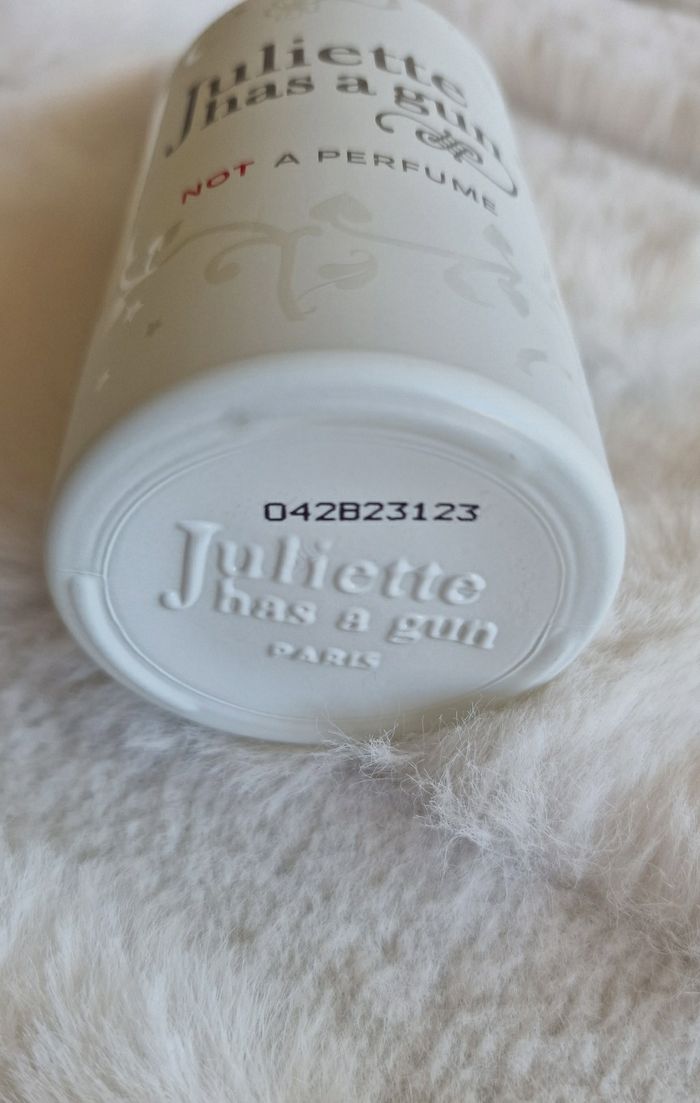 Juliette
has a gun
NOT A PERFUME
042B23123
Juliette
has a gun
PARIS